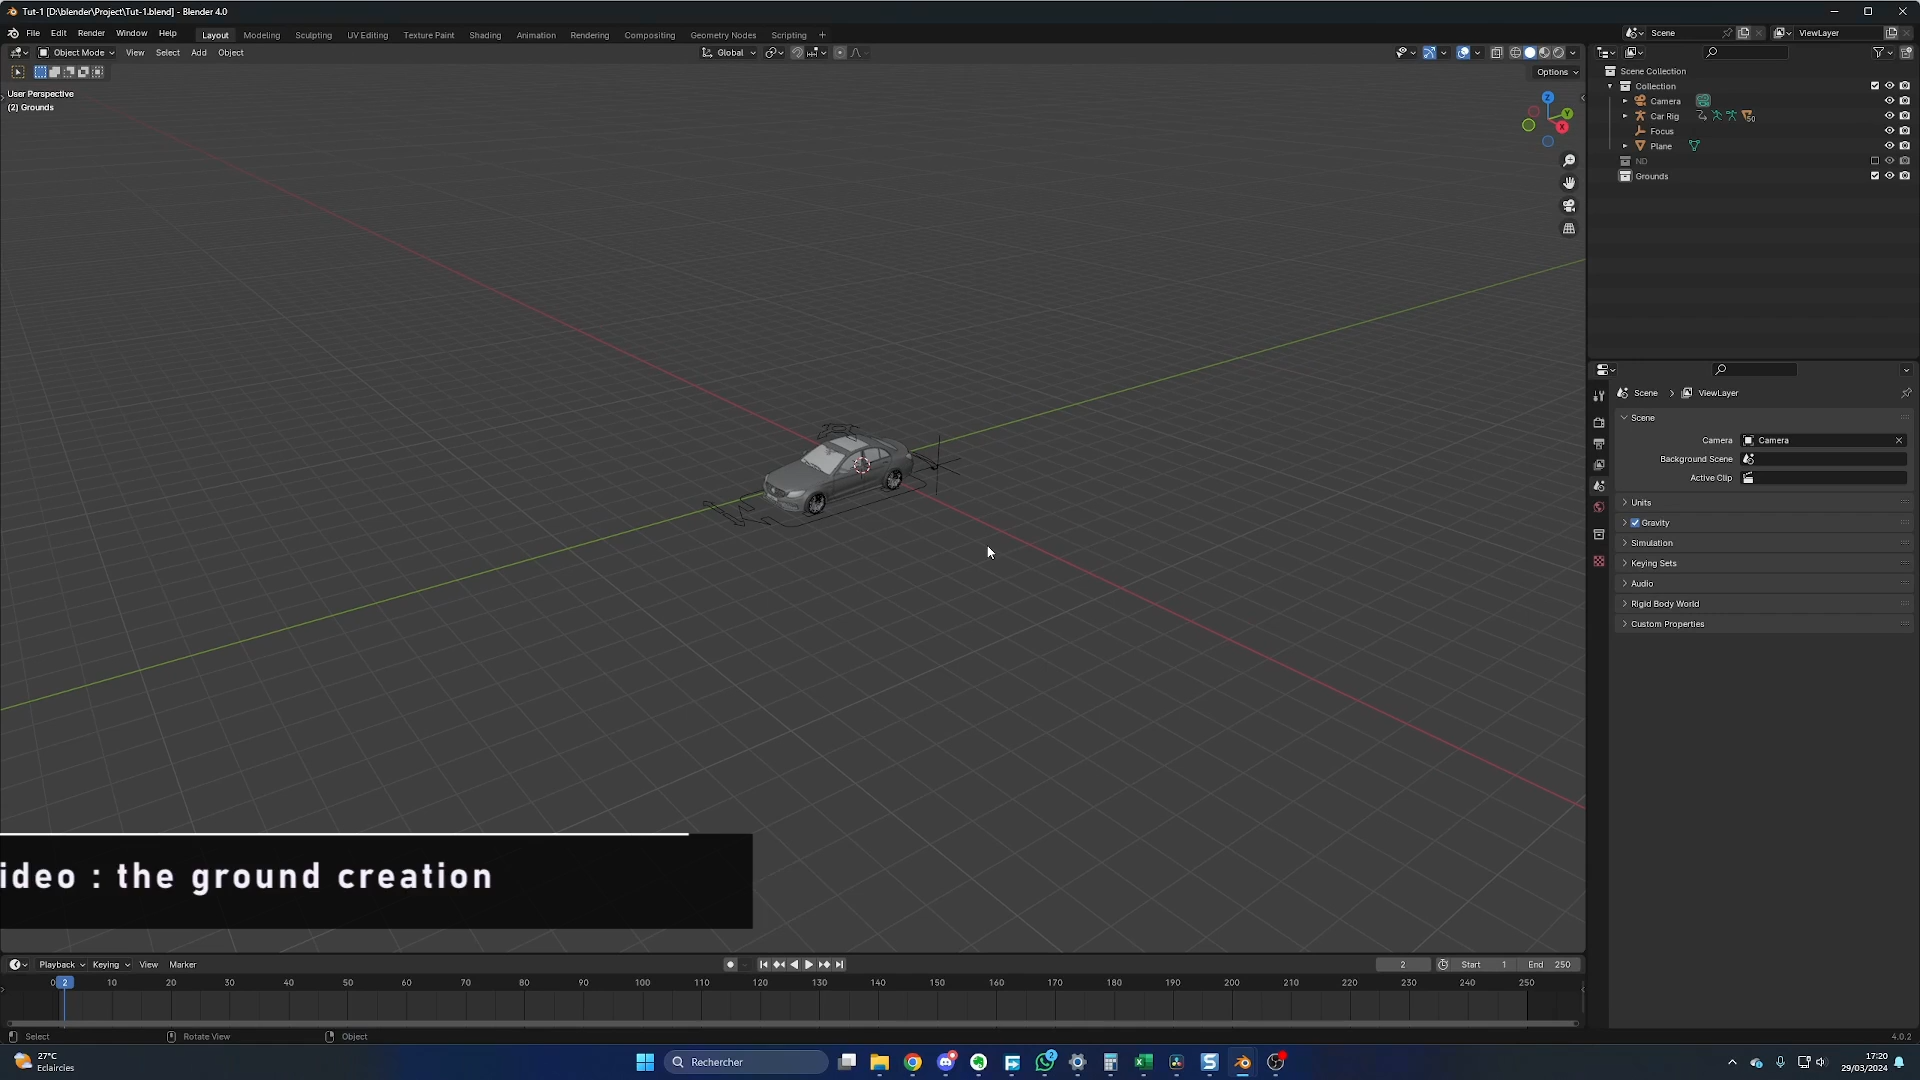 Tut-1 [D:\blender\Project\Tut-1.blend] - Blender 4.0
File Edit Render Window Help Layout Modeling Sculpting UV Editing Texture Paint Shading Animation Rendering Compositing Geometry Nodes Scripting + Scene ViewLayer
Object Mode View Select Add Object Global
Options
User Perspective
(2) Grounds
Z
Y
X
Scene Collection
Collection
Camera
Car Rig 50
Focus
Plane
ND
Grounds
Scene ViewLayer
Scene
Camera Camera
Background Scene
Active Clip
Units
Gravity
Simulation
Keying Sets
Audio
Rigid Body World
Custom Properties
ideo : the ground creation
Playback Keying View Marker 2 Start 1 End 250
0 2 10 20 30 40 50 60 70 80 90 100 110 120 130 140 150 160 170 180 190 200 210 220 230 240 250
Select Rotate View Object 4.0.2
27°C
Eclaircies
Rechercher
2
17:20
29/03/2024